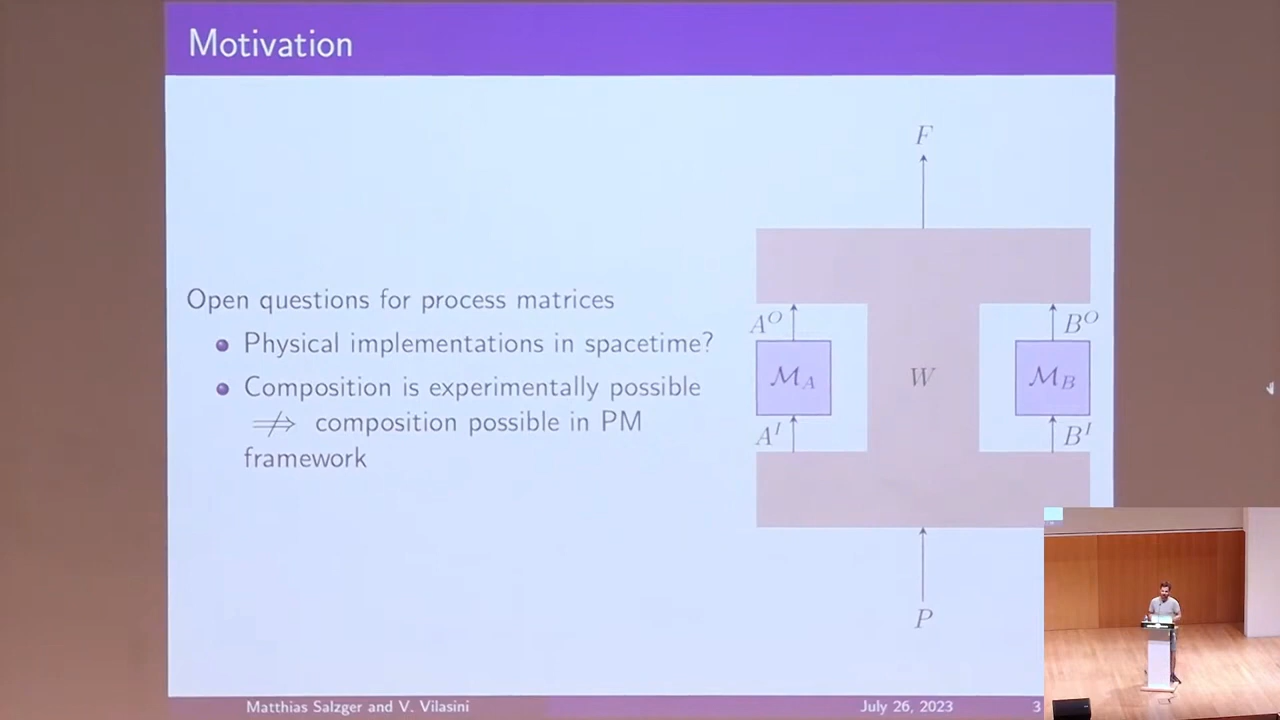 Motivation
Open questions for process matrices
Physical implementations in spacetime?
Composition is experimentally possible
⇏ composition possible in PM
framework
F
A^O
B^O
M_A
W
M_B
A^I
B^I
P
Matthias Salzger and V. Vilasini
July 26, 2023
3